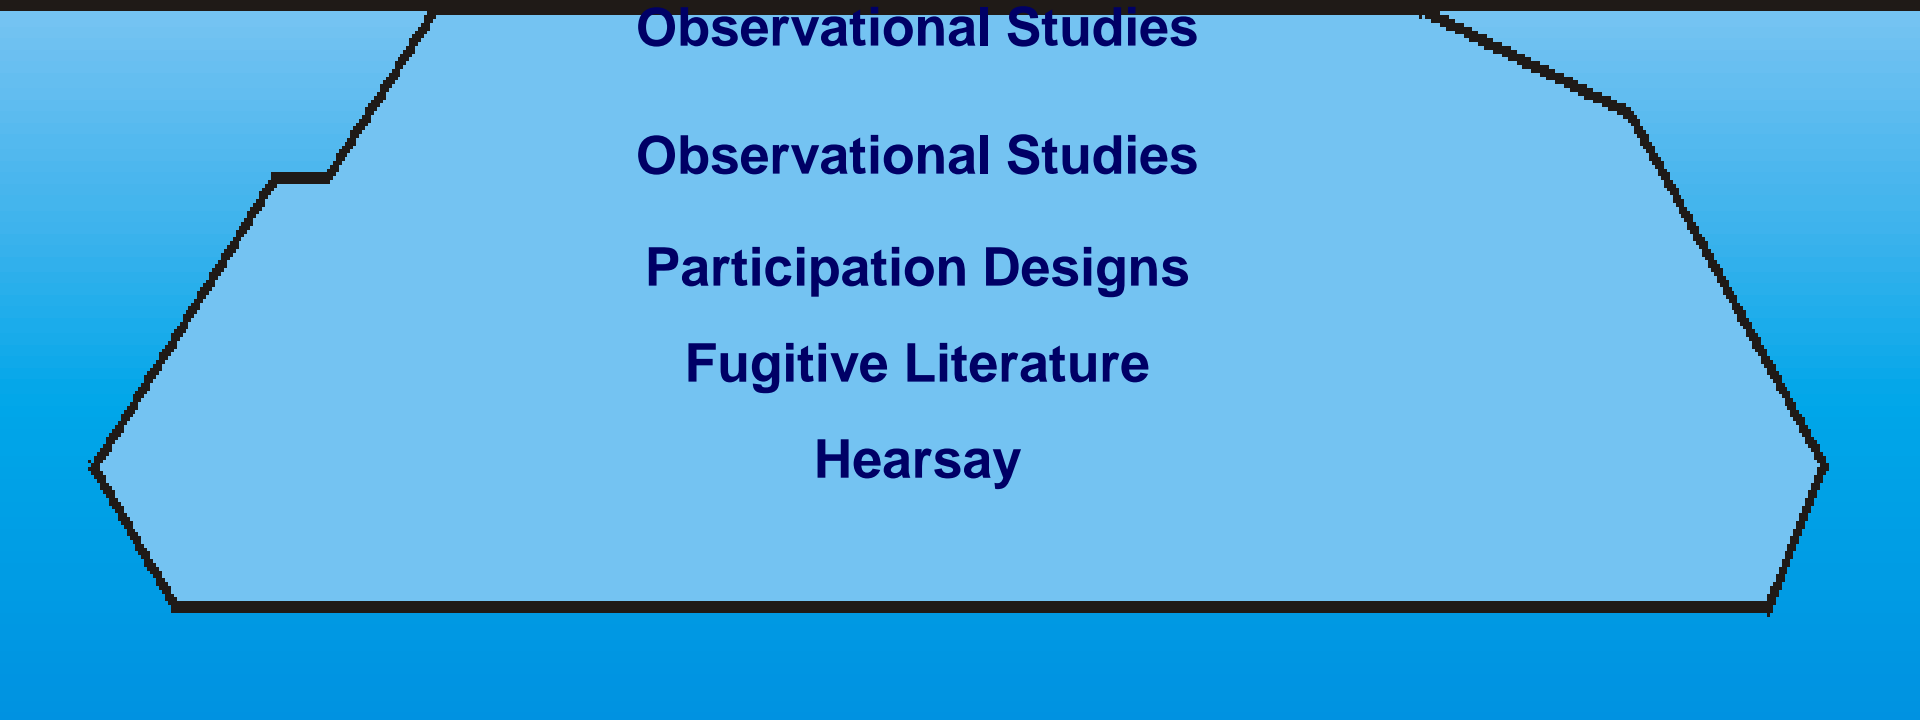 Observational Studies
Observational Studies
Participation Designs
Fugitive Literature
Hearsay